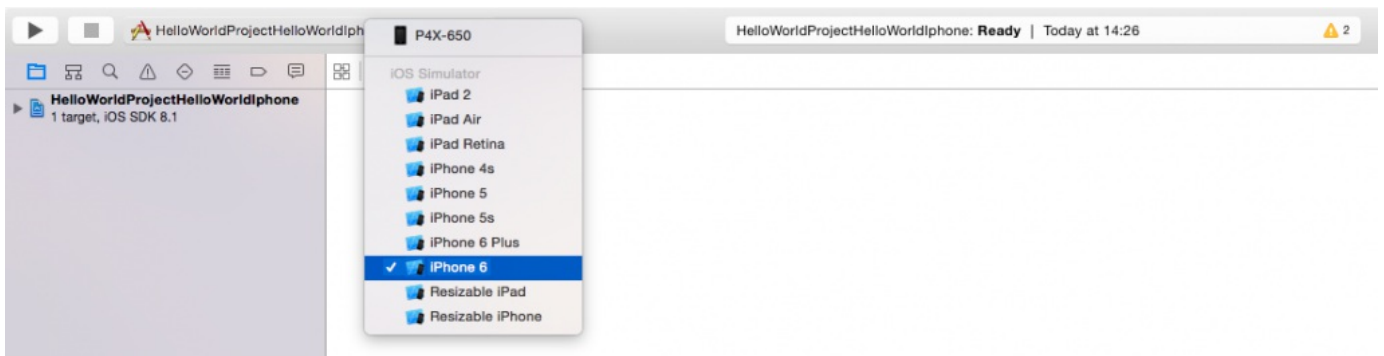 HelloWorldProjectHelloWorldIph
P4X-650
HelloWorldProjectHelloWorldIphone: Ready | Today at 14:26
2
iOS Simulator
iPad 2
iPad Air
iPad Retina
iPhone 4s
iPhone 5
iPhone 5s
iPhone 6 Plus
iPhone 6
Resizable iPad
Resizable iPhone
HelloWorldProjectHelloWorldIphone
1 target, iOS SDK 8.1